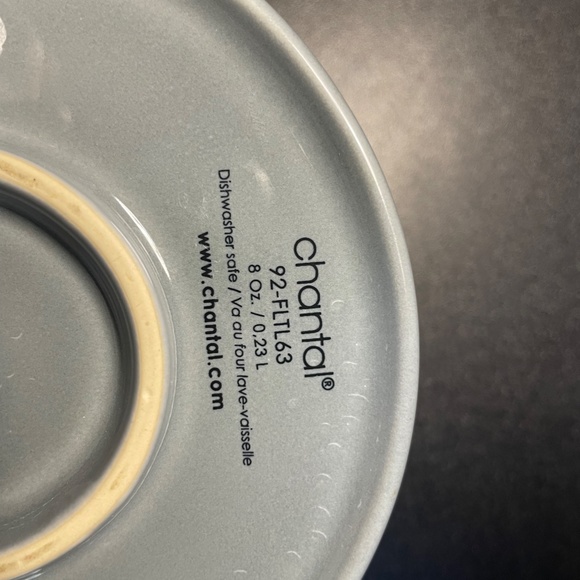 chantal®
92-FLTL63
8 Oz. / 0.23 L
Dishwasher safe / Va au four lave-vaisselle
www.chantal.com